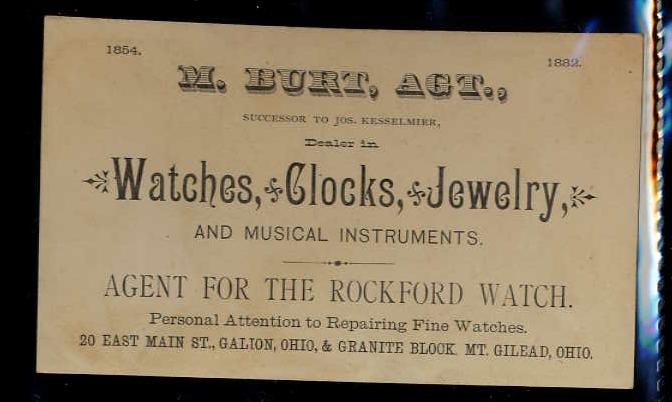 1854.
1882.
M. BURT, AGT.,
SUCCESSOR TO JOS. KESSELMIER,
Dealer in
Watches, Clocks, Jewelry,
AND MUSICAL INSTRUMENTS.
AGENT FOR THE ROCKFORD WATCH.
Personal Attention to Repairing Fine Watches.
20 EAST MAIN ST., GALION, OHIO, & GRANITE BLOCK. MT. GILEAD, OHIO.